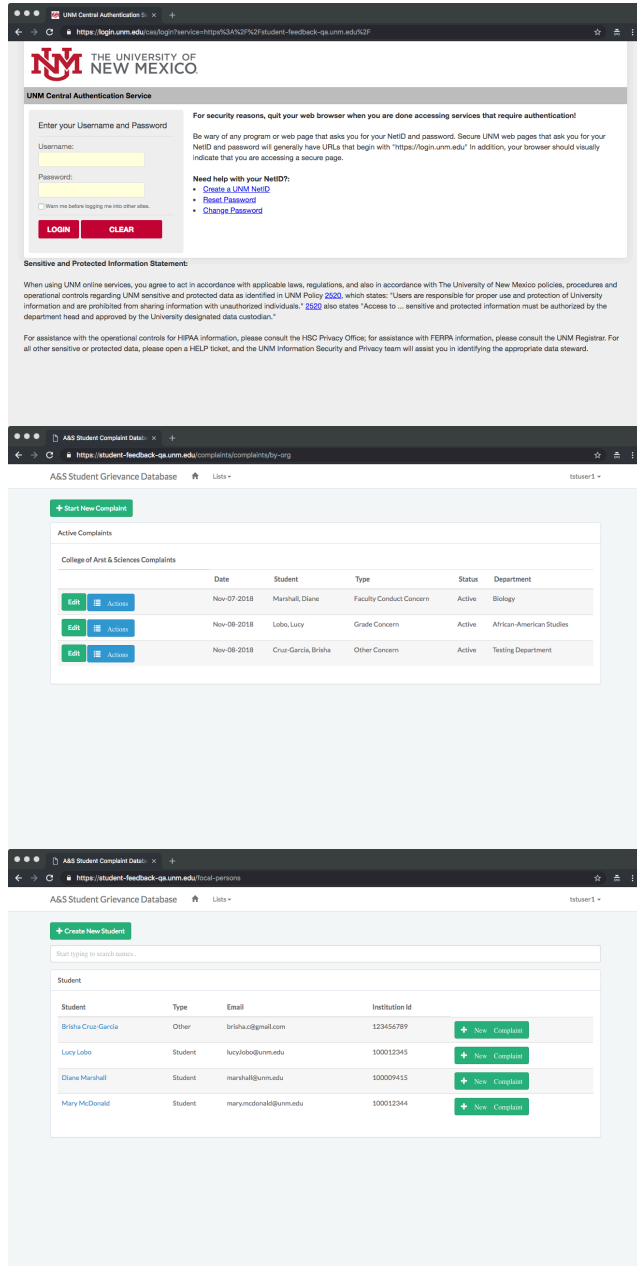 UNM Central Authentication Se
https://login.unm.edu/cas/login?service=https%3A%2F%2Fstudent-feedback-qa.unm.edu%2F
UNM THE UNIVERSITY OF
NEW MEXICO.
UNM Central Authentication Service
Enter your Username and Password
Username:
Password:
Warn me before logging me into other sites.
LOGIN CLEAR
For security reasons, quit your web browser when you are done accessing services that require authentication!
Be wary of any program or web page that asks you for your NetID and password. Secure UNM web pages that ask you for your
NetID and password will generally have URLs that begin with "https://login.unm.edu" In addition, your browser should visually
indicate that you are accessing a secure page.
Need help with your NetID?:
• Create a UNM NetID
• Reset Password
• Change Password
Sensitive and Protected Information Statement:
When using UNM online services, you agree to act in accordance with applicable laws, regulations, and also in accordance with The University of New Mexico policies, procedures and
operational controls regarding UNM sensitive and protected data as identified in UNM Policy 2520, which states: "Users are responsible for proper use and protection of University
information and are prohibited from sharing information with unauthorized individuals." 2520 also states "Access to ... sensitive and protected information must be authorized by the
department head and approved by the University designated data custodian."
For assistance with the operational controls for HIPAA information, please consult the HSC Privacy Office; for assistance with FERPA information, please consult the UNM Registrar. For
all other sensitive or protected data, please open a HELP ticket, and the UNM Information Security and Privacy team will assist you in identifying the appropriate data steward.
A&S Student Complaint Databa
https://student-feedback-qa.unm.edu/complaints/complaints/by-org
A&S Student Grievance Database Lists tstuser1
+ Start New Complaint
Active Complaints
College of Arst & Sciences Complaints
Date Student Type Status Department
Edit Actions Nov-07-2018 Marshall, Diane Faculty Conduct Concern Active Biology
Edit Actions Nov-08-2018 Lobo, Lucy Grade Concern Active African-American Studies
Edit Actions Nov-08-2018 Cruz-Garcia, Brisha Other Concern Active Testing Department
A&S Student Complaint Databa
https://student-feedback-qa.unm.edu/focal-persons
A&S Student Grievance Database Lists tstuser1
+ Create New Student
Start typing to search names..
Student
Student Type Email Institution Id
Brisha Cruz-Garcia Other brisha.c@gmail.com 123456789 + New Complaint
Lucy Lobo Student lucy.lobo@unm.edu 100012345 + New Complaint
Diane Marshall Student marshall@unm.edu 100009415 + New Complaint
Mary McDonald Student mary.mcdonald@unm.edu 100012344 + New Complaint